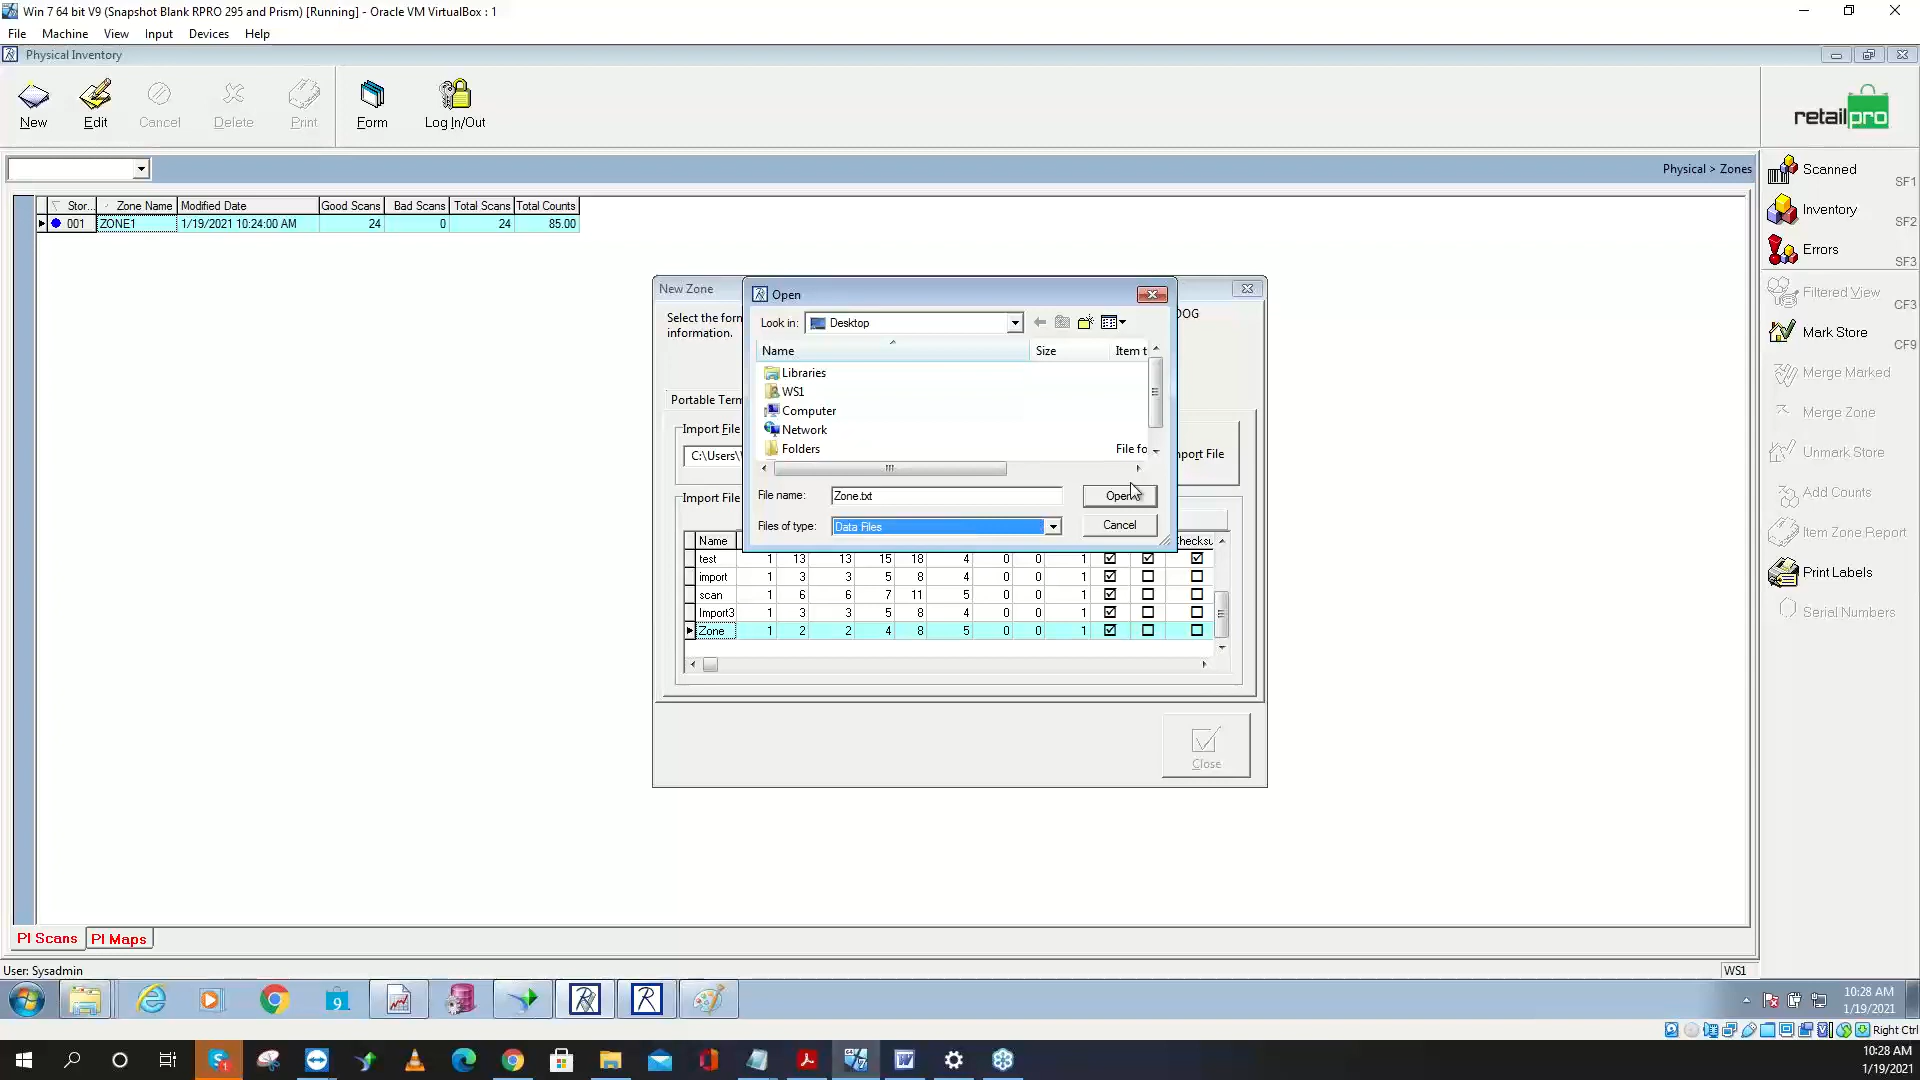 Win 7 64 bit V9 (Snapshot Blank RPRO 295 and Prism) [Running] - Oracle VM VirtualBox : 1
File Machine View Input Devices Help
Physical Inventory
New Edit Cancel Delete Print Form Log In/Out
retailpro
Physical > Zones
Stor... Zone Name Modified Date Good Scans Bad Scans Total Scans Total Counts
001 ZONE1 1/19/2021 10:24:00 AM 24 0 24 85.00
Scanned SF1
Inventory SF2
Errors SF3
Filtered View CF3
Mark Store CF9
Merge Marked
Merge Zone
Unmark Store
Add Counts
Item Zone Report
Print Labels
Serial Numbers
New Zone
Select the form
information.
OG
Portable Term
Import File
C:\Users\
port File
Import File
Open
Look in: Desktop
Name Size Item t
Libraries
WS1
Computer
Network
Folders File fo
File name: Zone.txt Open
Files of type: Data Files Cancel
Name hecksu
test 1 13 13 15 18 4 0 0 1
import 1 3 3 5 8 4 0 0 1
scan 1 6 6 7 11 5 0 0 1
Import3 1 3 3 5 8 4 0 0 1
Zone 1 2 2 4 8 5 0 0 1
Close
PI Scans PI Maps
User: Sysadmin WS1
9
10:28 AM
1/19/2021
Right Ctrl
10:28 AM
1/19/2021